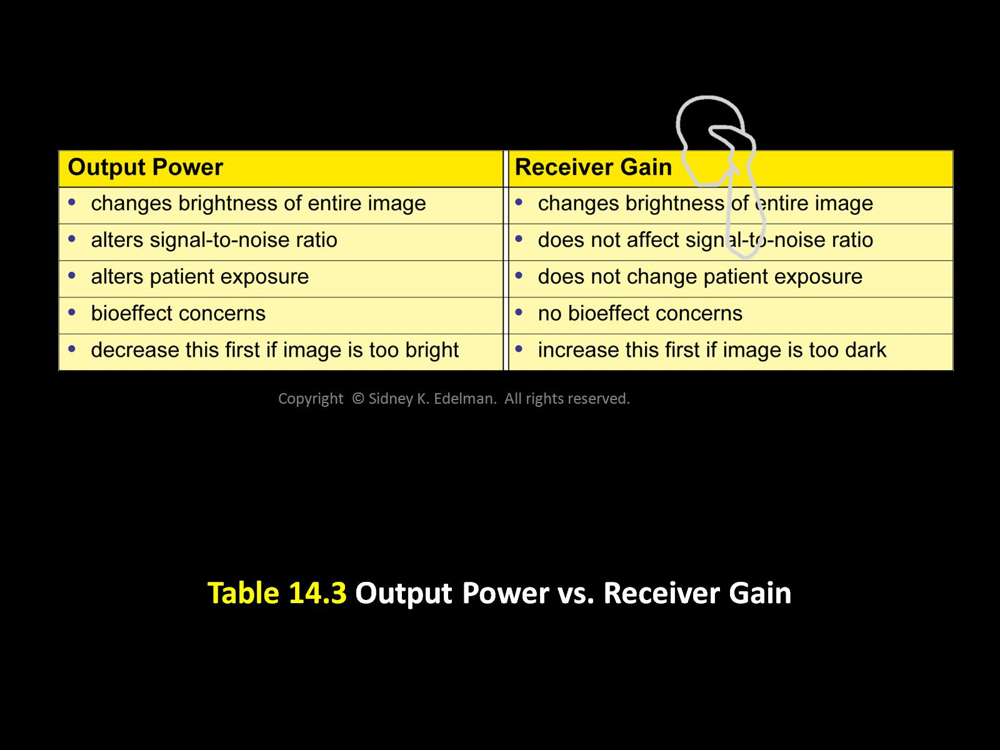 Output Power
Receiver Gain
• changes brightness of entire image
• changes brightness of entire image
• alters signal-to-noise ratio
• does not affect signal-to-noise ratio
• alters patient exposure
• does not change patient exposure
• bioeffect concerns
• no bioeffect concerns
• decrease this first if image is too bright
• increase this first if image is too dark
Copyright © Sidney K. Edelman. All rights reserved.
Table 14.3 Output Power vs. Receiver Gain